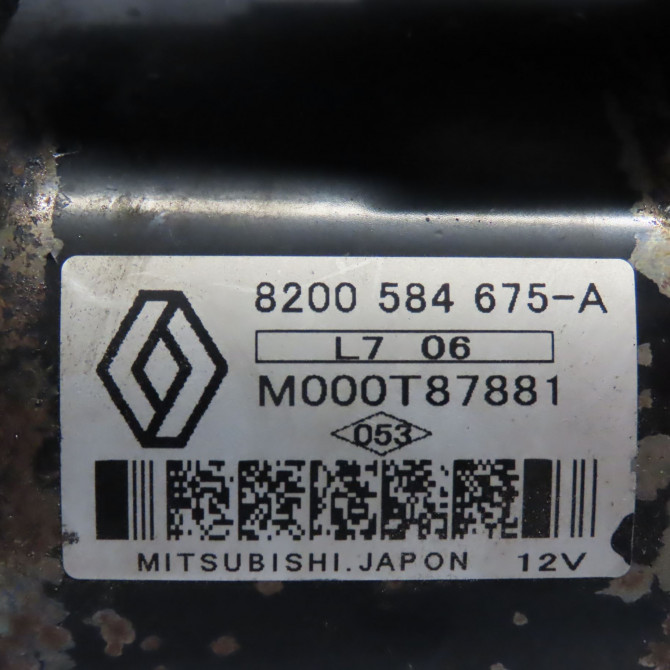 8200 584 675-A
L7 06
M000T87881
053
MITSUBISHI.JAPON 12V